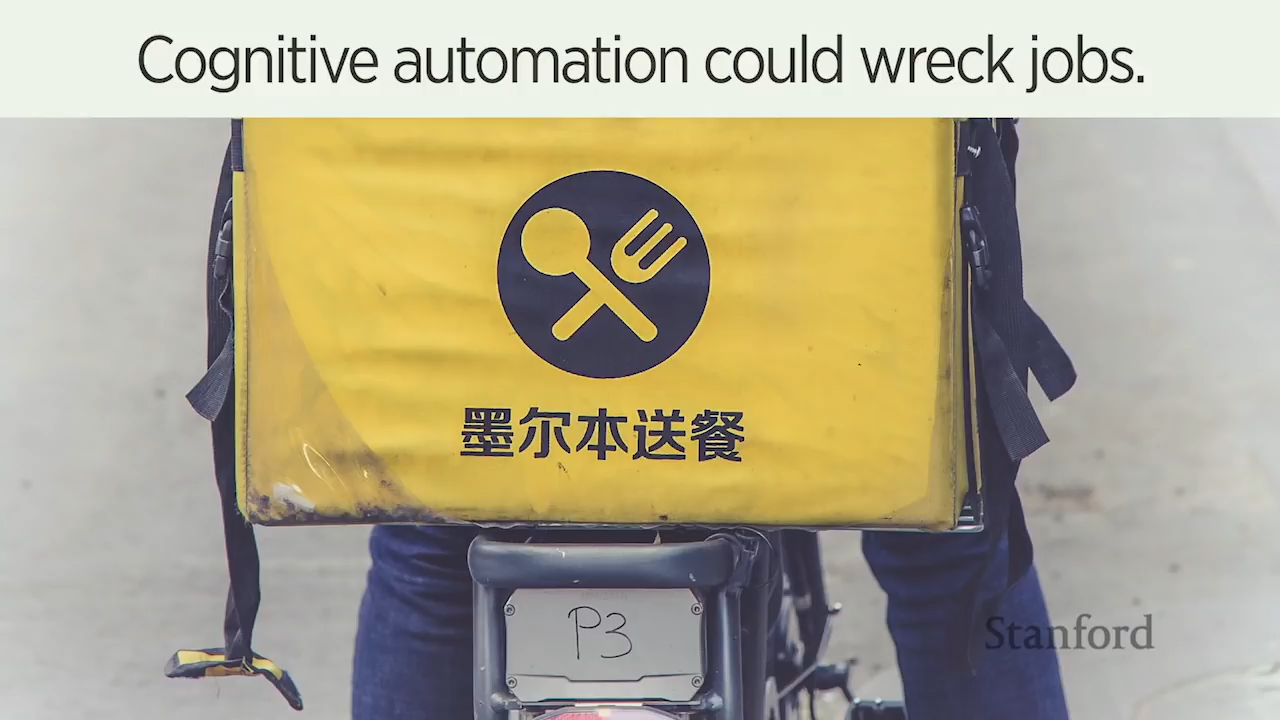 Cognitive automation could wreck jobs.
墨尔本送餐
P3
Stanford